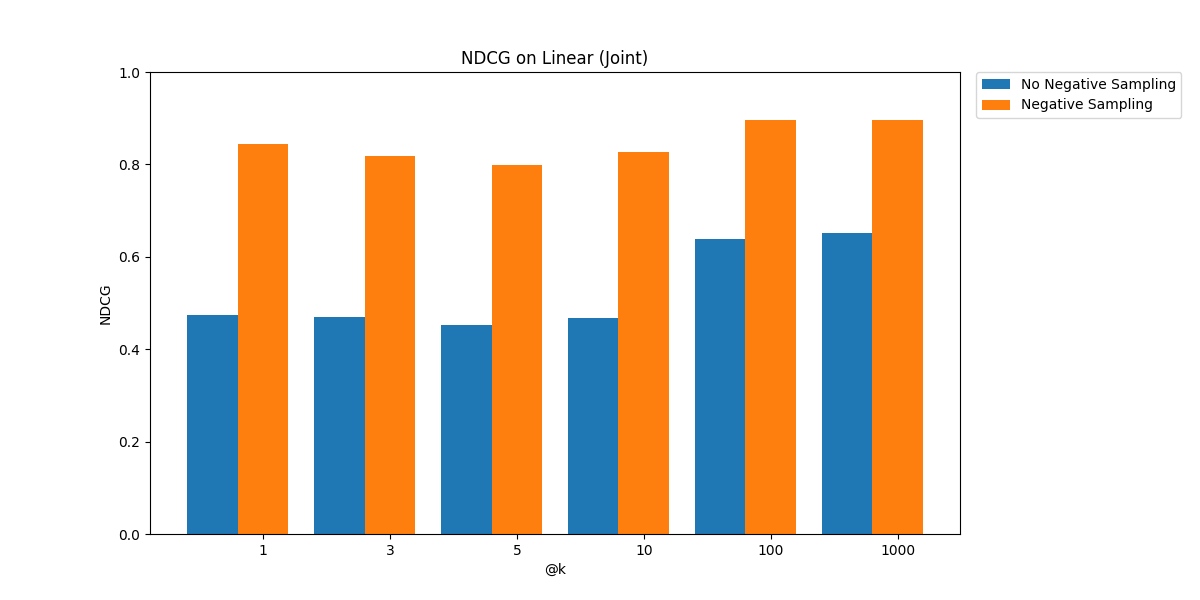 NDCG on Linear (Joint)
No Negative Sampling
Negative Sampling
1.0
0.8
0.6
0.4
0.2
0.0
NDCG
1 3 5 10 100 1000
@k